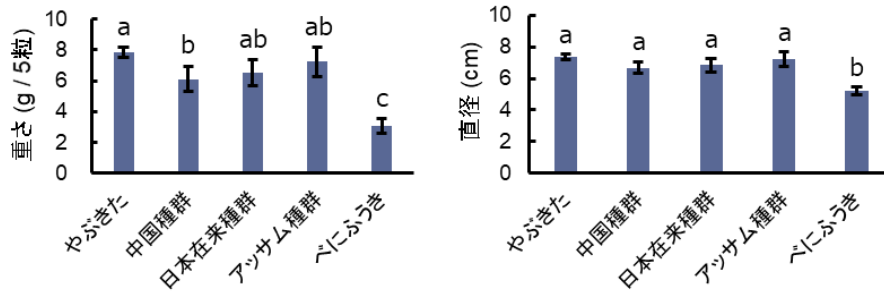 重さ (g / 5粒)
10
8
6
4
2
0
a
b
ab
ab
c
やぶきた
中国種群
日本在来種群
アッサム種群
べにふうき
直径 (cm)
10
8
6
4
2
0
a
a
a
a
b
やぶきた
中国種群
日本在来種群
アッサム種群
べにふうき